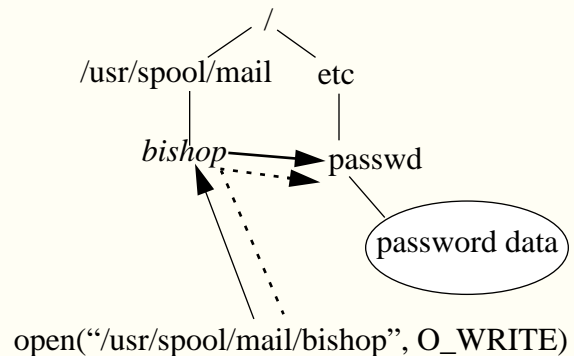 /
/usr/spool/mail etc
bishop passwd
password data
open(“/usr/spool/mail/bishop”, O_WRITE)